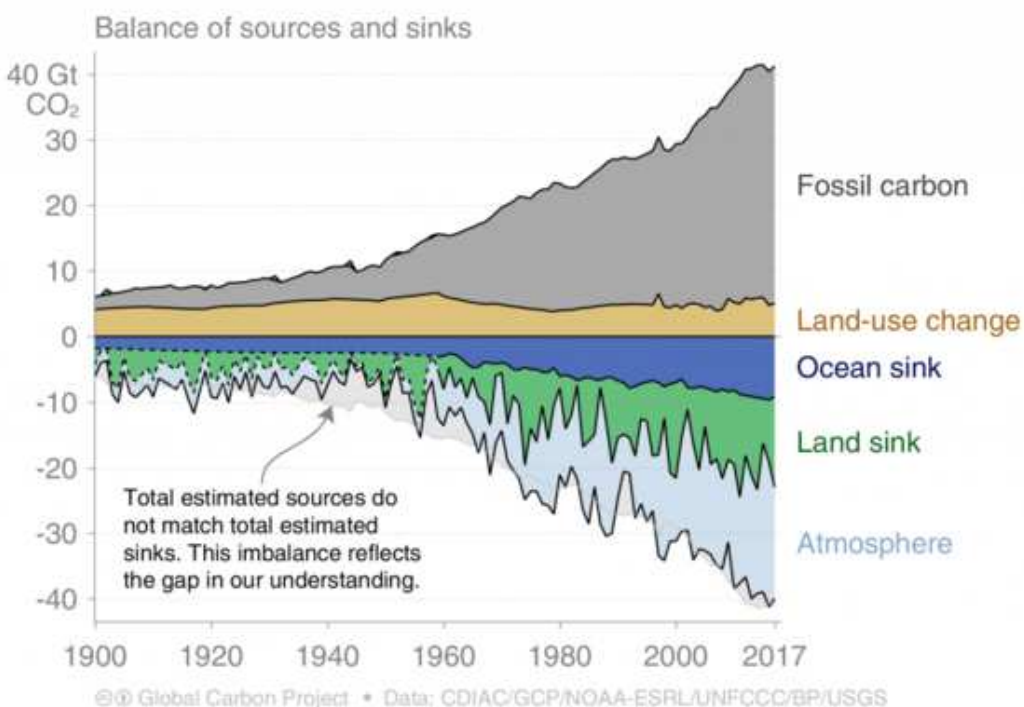 Balance of sources and sinks
40 Gt
CO₂
30
20
10
0
-10
-20
-30
-40
Fossil carbon
Land-use change
Ocean sink
Land sink
Atmosphere
Total estimated sources do
not match total estimated
sinks. This imbalance reflects
the gap in our understanding.
1900 1920 1940 1960 1980 2000 2017
Global Carbon Project • Data: CDIAC/GCP/NOAA-ESRL/UNFCCC/BP/USGS